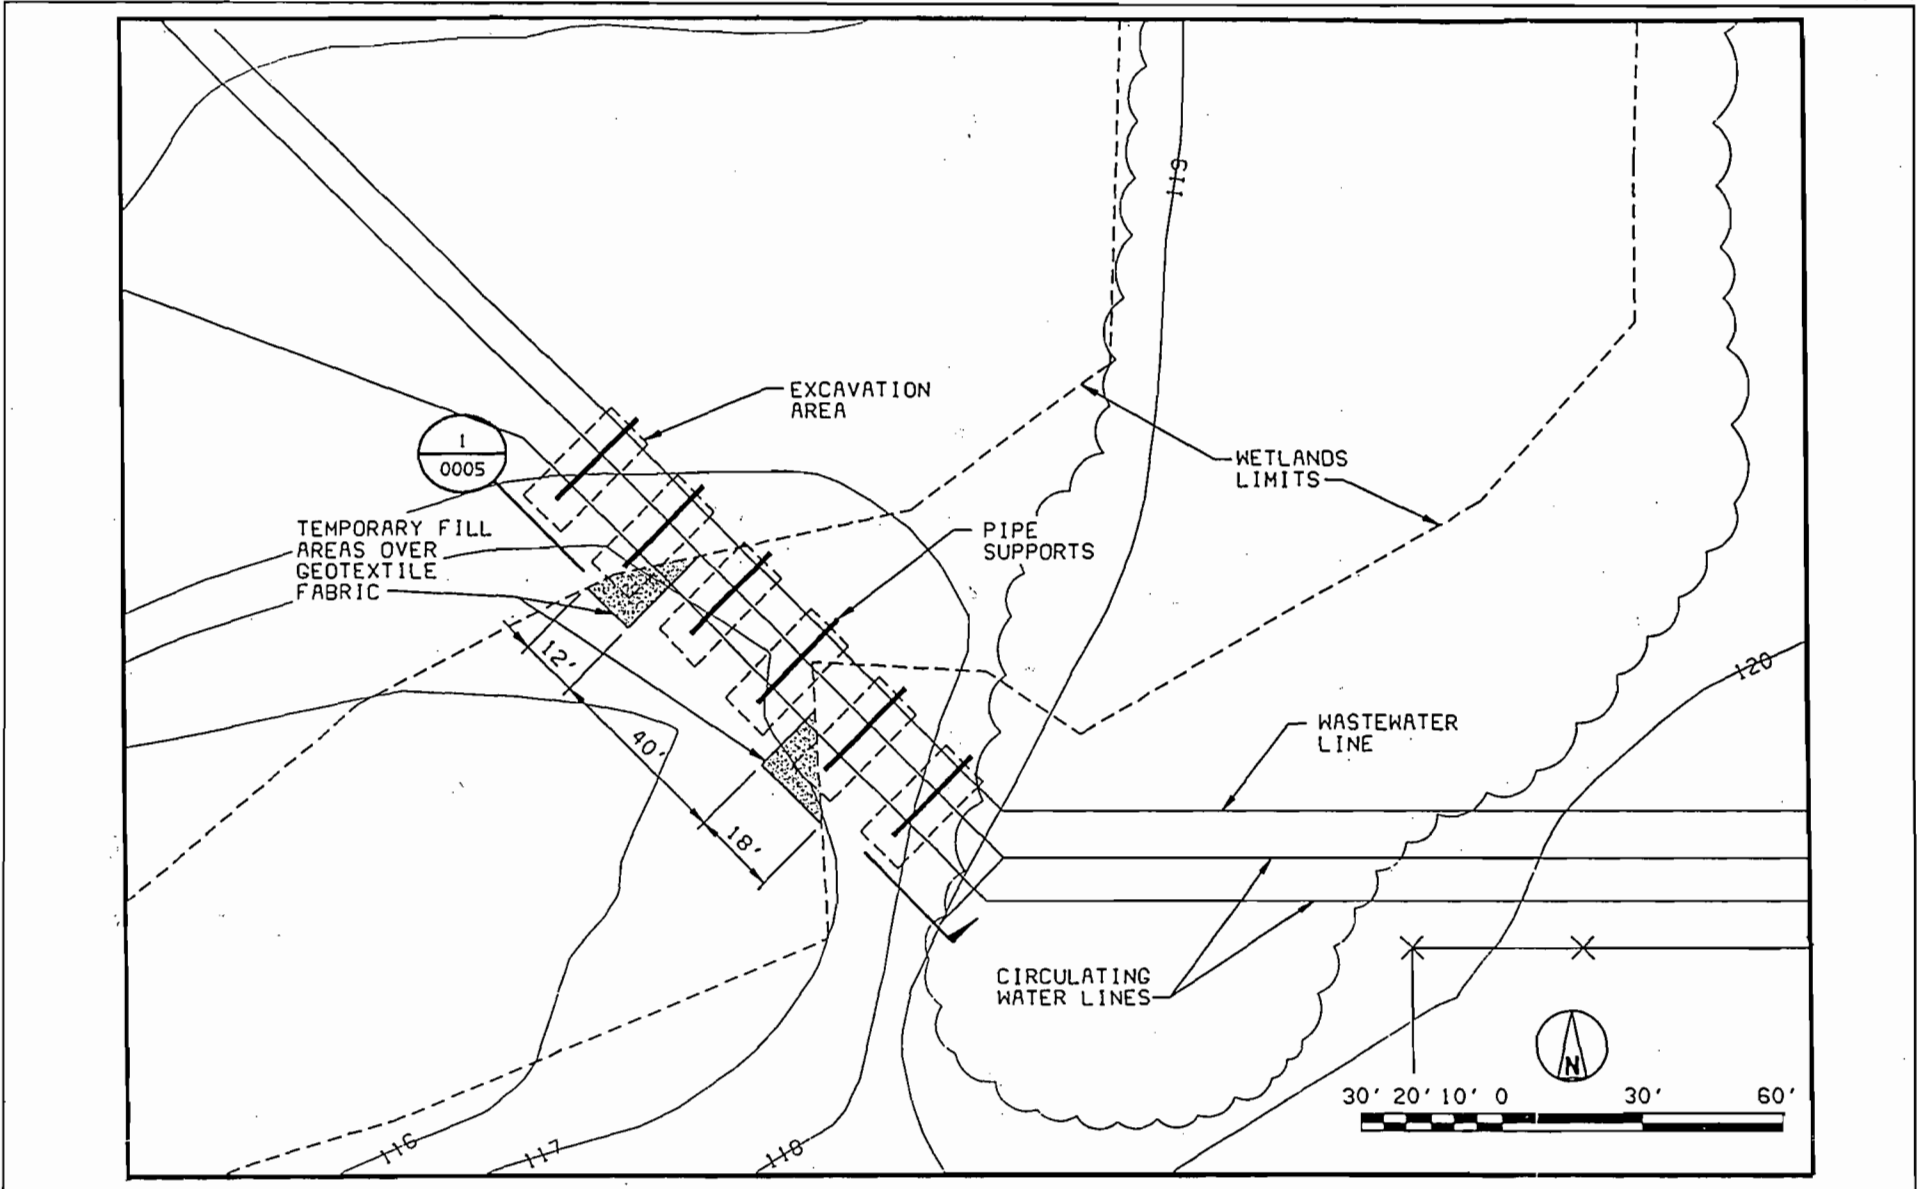 119
EXCAVATION
AREA
1
0005
WETLANDS
LIMITS
TEMPORARY FILL
AREAS OVER
GEOTEXTILE
FABRIC
PIPE
SUPPORTS
12'
120
40'
WASTEWATER
LINE
18'
CIRCULATING
WATER LINES
N
30' 20' 10' 0 30' 60'
116
117
118